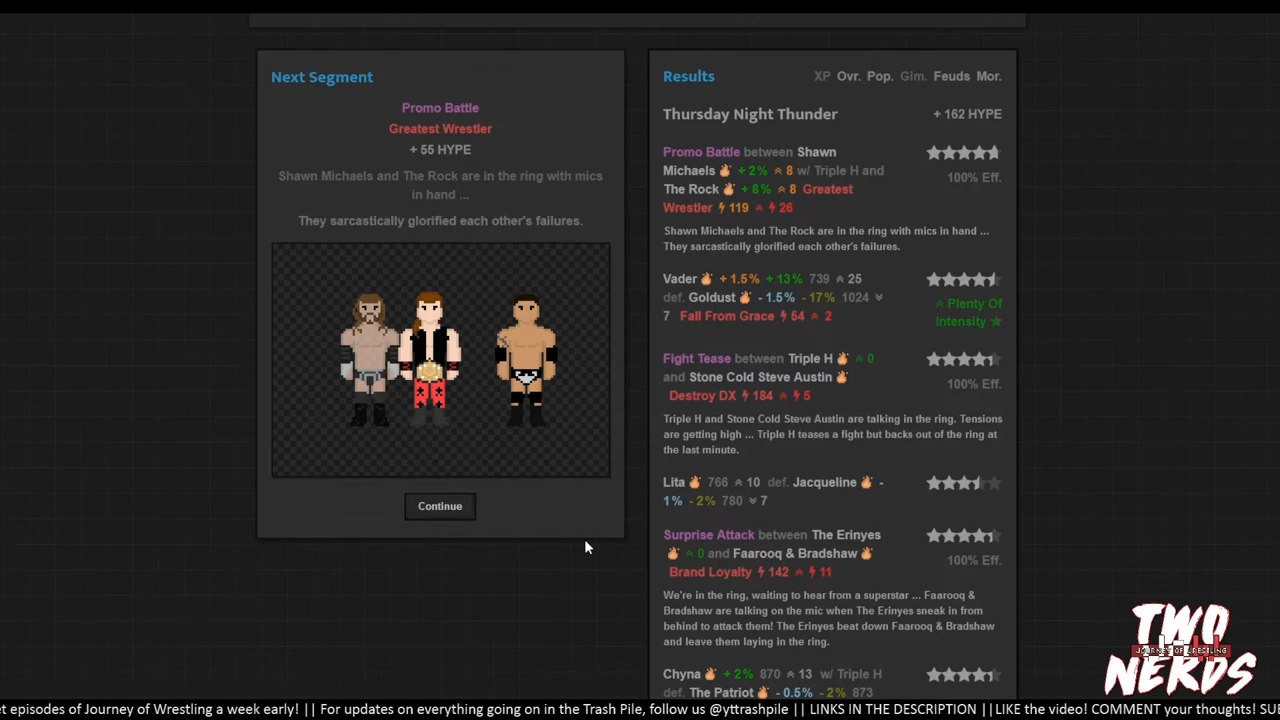 Next Segment
Promo Battle
Greatest Wrestler
+ 55 HYPE
Shawn Michaels and The Rock are in the ring with mics
in hand ...
They sarcastically glorified each other's failures.
Continue
Results XP Ovr. Pop. Gim. Feuds Mor.
Thursday Night Thunder + 162 HYPE
Promo Battle between Shawn
Michaels + 2% 8 w/ Triple H and
The Rock + 8% 8 Greatest
Wrestler 119 26
100% Eff.
Shawn Michaels and The Rock are in the ring with mics in hand ...
They sarcastically glorified each other's failures.
Vader + 1.5% + 13% 739 25
def. Goldust - 1.5% - 17% 1024
7 Fall From Grace 54 2
Plenty Of
Intensity
Fight Tease between Triple H 0
and Stone Cold Steve Austin
Destroy DX 184 5
100% Eff.
Triple H and Stone Cold Steve Austin are talking in the ring. Tensions
are getting high ... Triple H teases a fight but backs out of the ring at
the last minute.
Lita 766 10 def. Jacqueline -
1% - 2% 780 7
Surprise Attack between The Erinyes
0 and Faarooq & Bradshaw
Brand Loyalty 142 11
100% Eff.
We're in the ring, waiting to hear from a superstar ... Faarooq &
Bradshaw are talking on the mic when The Erinyes sneak in from
behind to attack them! The Erinyes beat down Faarooq & Bradshaw
and leave them laying in the ring.
Chyna + 2% 870 13 w/ Triple H
def. The Patriot - 0.5% - 2% 873
TWO
JOURNEY OF WRESTLING
NERDS
et episodes of Journey of Wrestling a week early! || For updates on everything going on in the Trash Pile, follow us @yttrashpile || LINKS IN THE DESCRIPTION ||LIKE the video! COMMENT your thoughts! SU